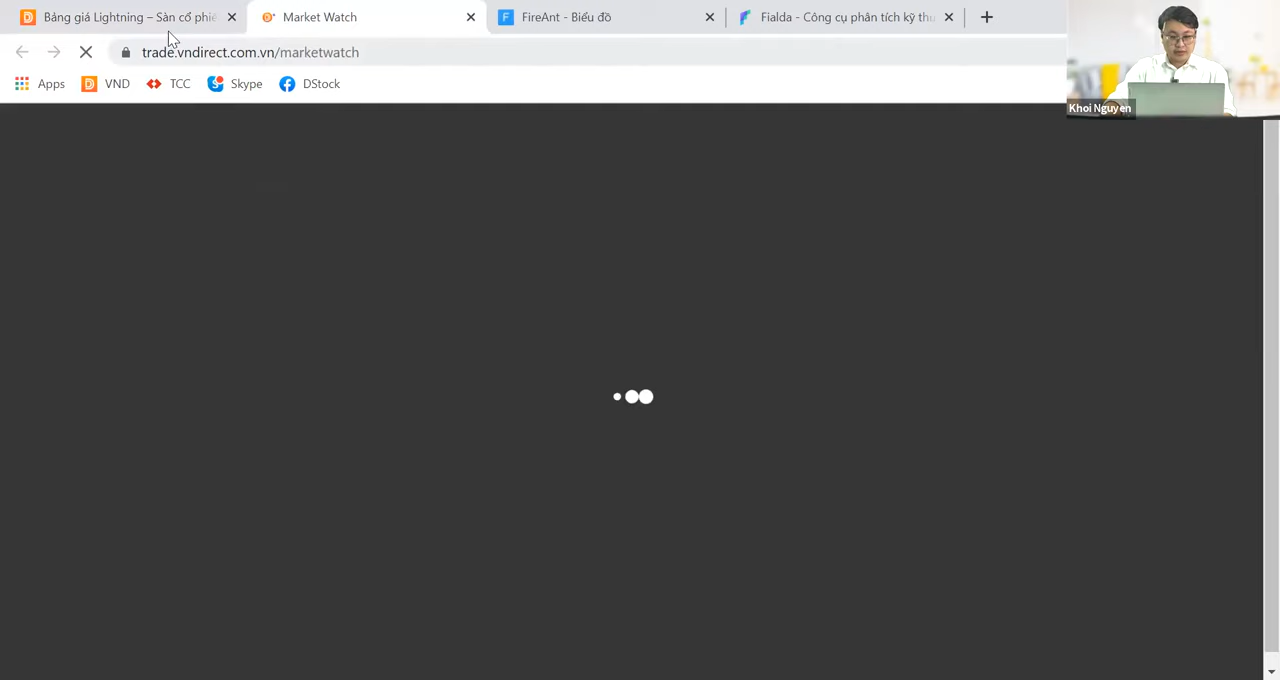 Bảng giá Lightning – Sàn cổ phiế
Market Watch
FireAnt - Biểu đồ
Fialda - Công cụ phân tích kỹ thu
trade.vndirect.com.vn/marketwatch
Apps
VND
TCC
Skype
DStock
Khoi Nguyen